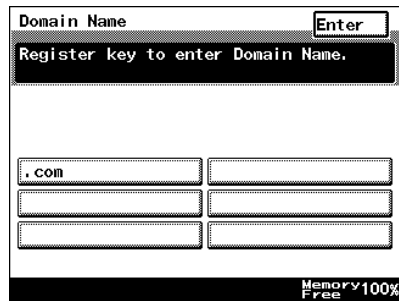 Domain Name
Enter
Register key to enter Domain Name.
.com
Memory
Free 100%